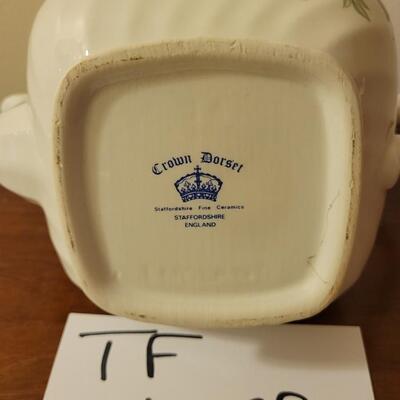 Crown Dorset
Staffordshire Fine Ceramics
STAFFORDSHIRE
ENGLAND
TF